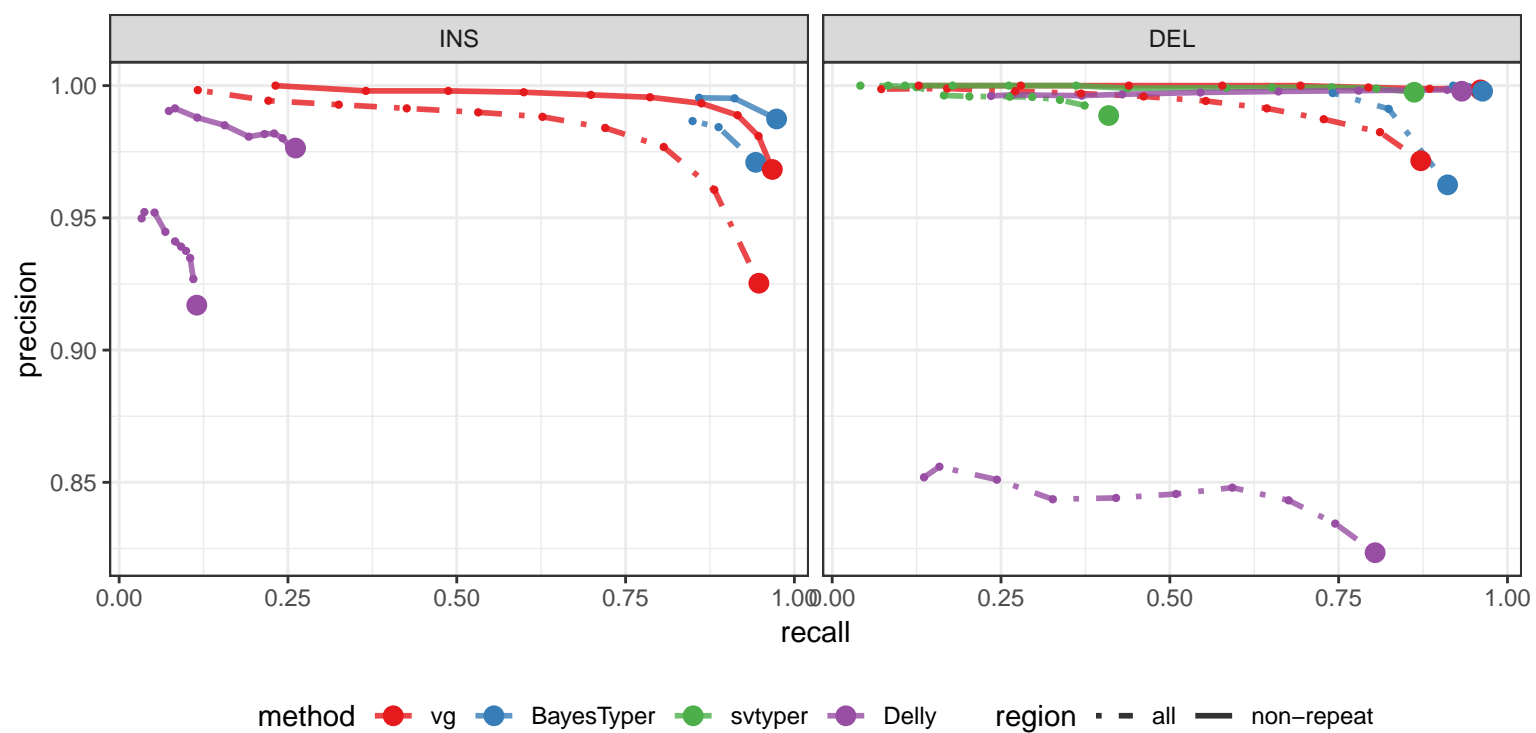 INS DEL
1.00
0.95
0.90
0.85
precision
0.00 0.25 0.50 0.75 1.00 0.00 0.25 0.50 0.75 1.00
recall
method vg BayesTyper svtyper Delly region all non−repeat